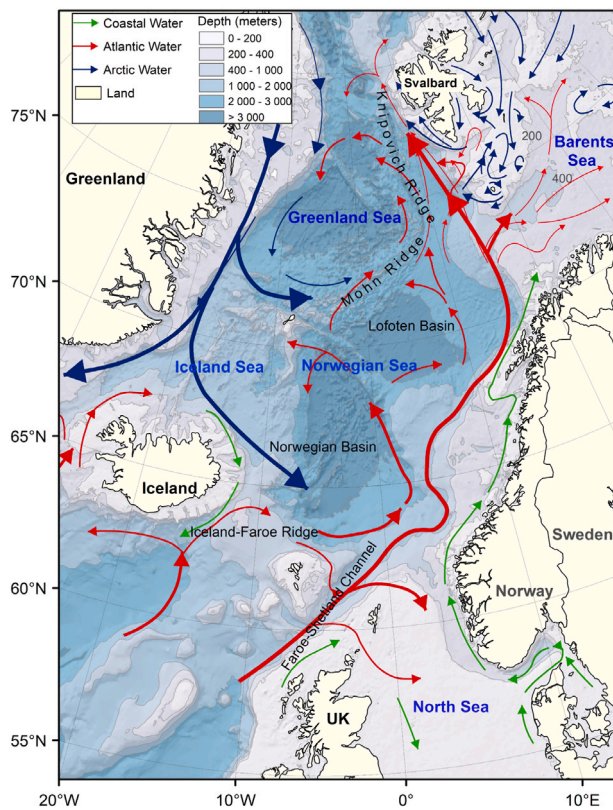 Coastal Water
Atlantic Water
Arctic Water
Land
Depth (meters)
0 - 200
200 - 400
400 - 1 000
1 000 - 2 000
2 000 - 3 000
> 3 000
Svalbard
75°N
Knipovich Ridge
200
Barents
Sea
400
Greenland
Greenland Sea
Mohn Ridge
70°N
Lofoten Basin
Iceland Sea
Norwegian Sea
65°N
Norwegian Basin
Iceland
Iceland-Faroe Ridge
Sweden
Faroe-Shetland Channel
60°N
Norway
North Sea
UK
55°N
20°W
10°W
0°
10°E